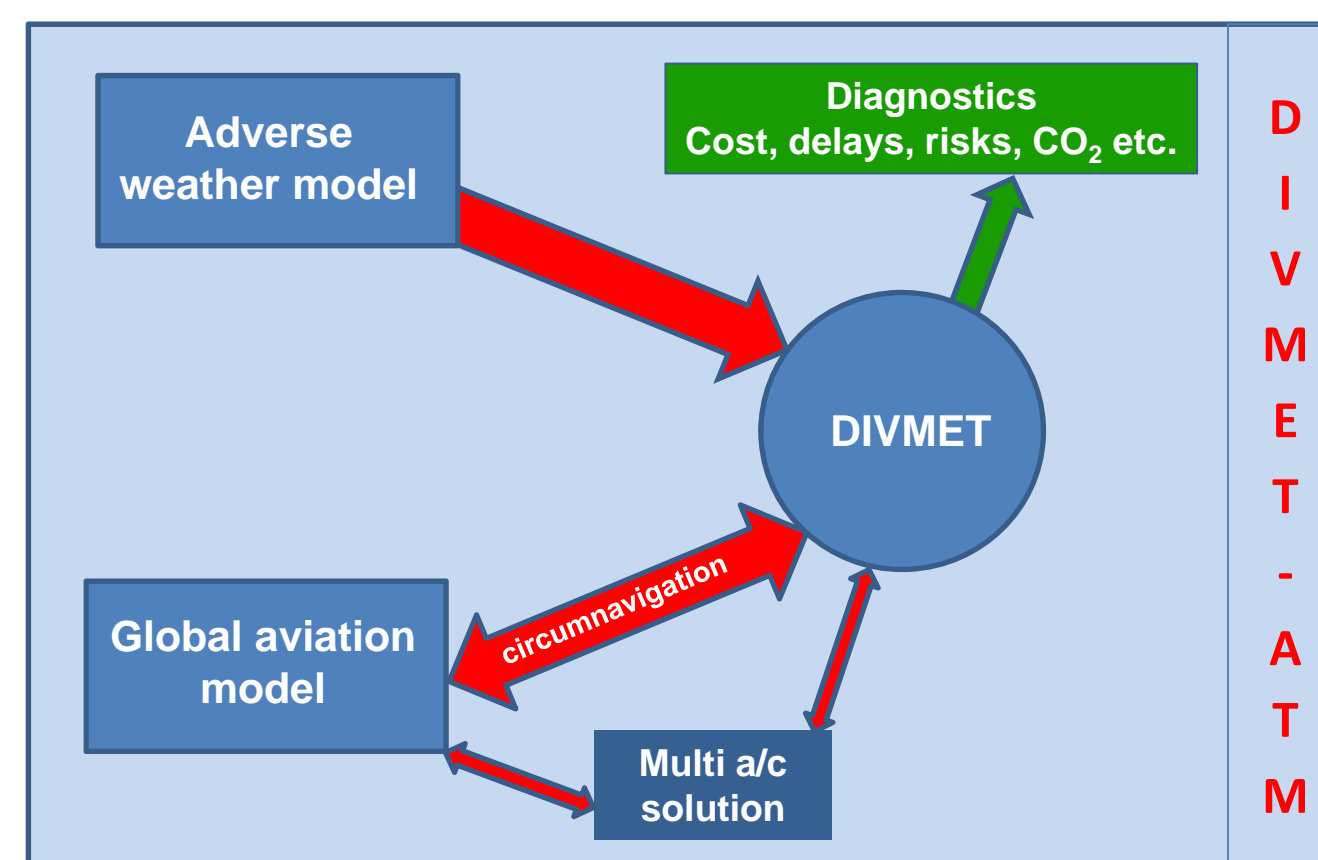 Adverse
weather model
Diagnostics
Cost, delays, risks, CO₂ etc.
DIVMET
circumnavigation
Global aviation
model
Multi a/c
solution
D
I
V
M
E
T
-
A
T
M